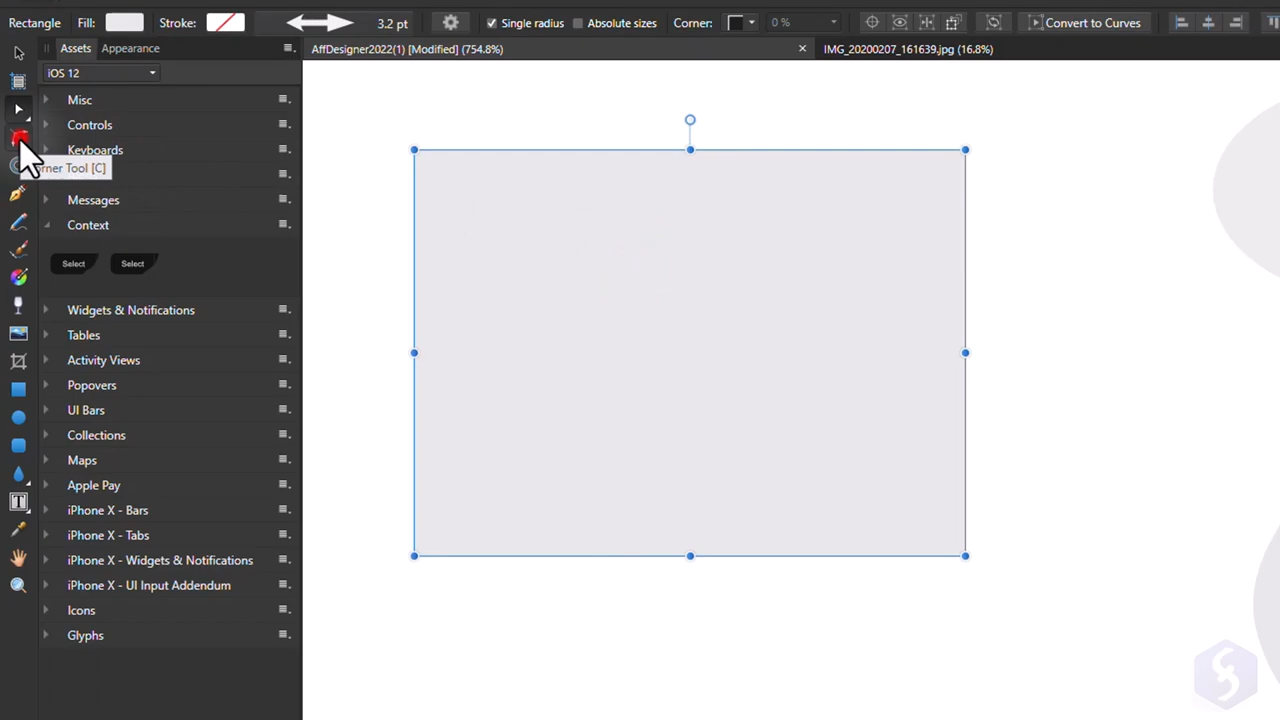 Rectangle Fill: Stroke: 3.2 pt Single radius Absolute sizes Corner: 0 % Convert to Curves
Assets Appearance
AffDesigner2022(1) [Modified] (754.8%)
IMG_20200207_161639.jpg (16.8%)
iOS 12
Misc
Controls
Keyboards
Tool [C]
Messages
Context
Select Select
Widgets & Notifications
Tables
Activity Views
Popovers
UI Bars
Collections
Maps
Apple Pay
iPhone X - Bars
iPhone X - Tabs
iPhone X - Widgets & Notifications
iPhone X - UI Input Addendum
Icons
Glyphs